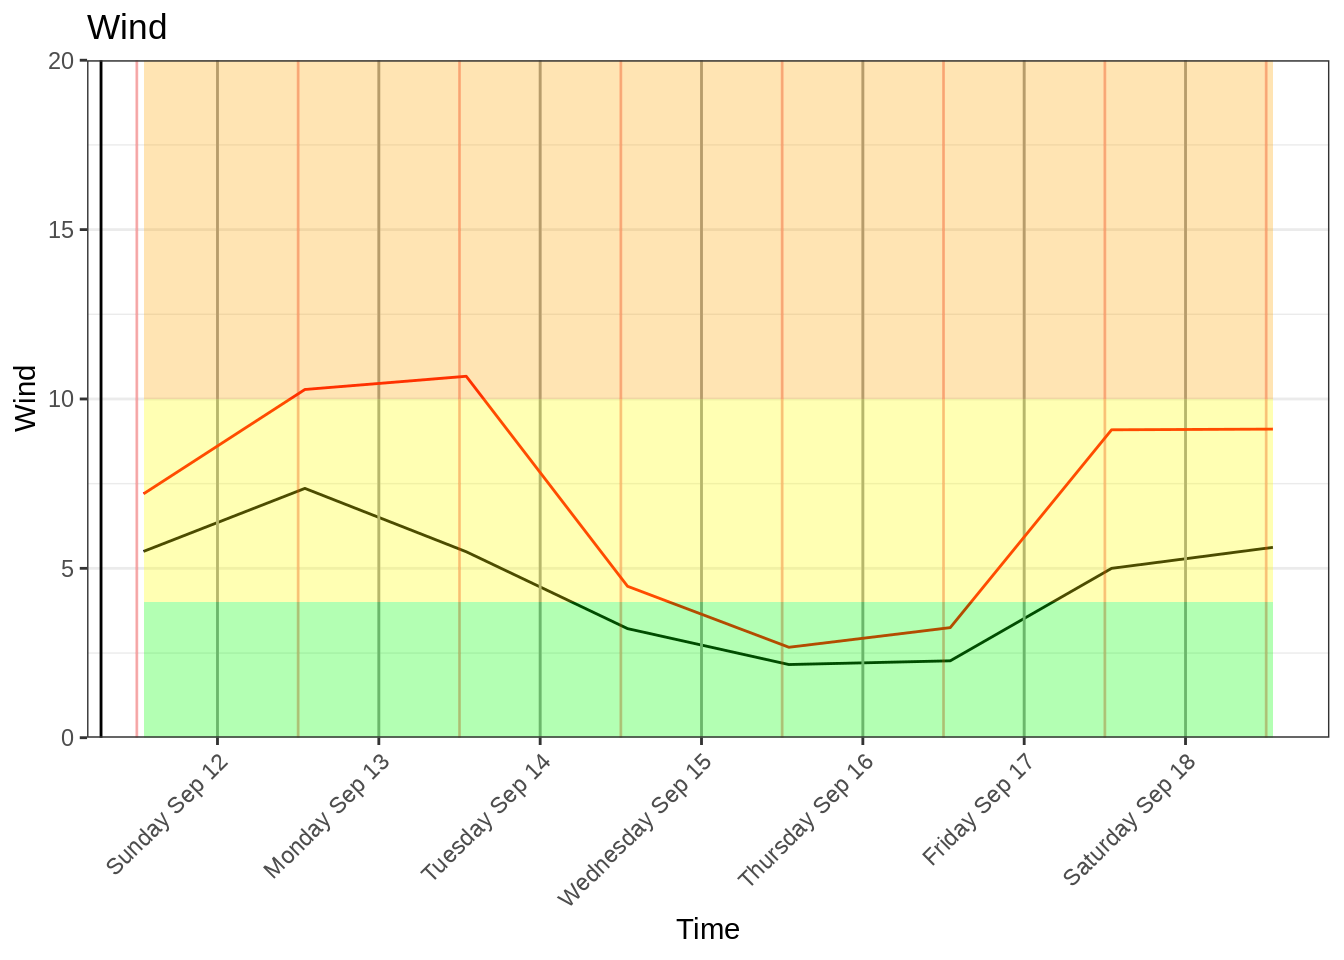 Wind
20
15
10
5
0
Wind
Sunday Sep 12
Monday Sep 13
Tuesday Sep 14
Wednesday Sep 15
Thursday Sep 16
Friday Sep 17
Saturday Sep 18
Time